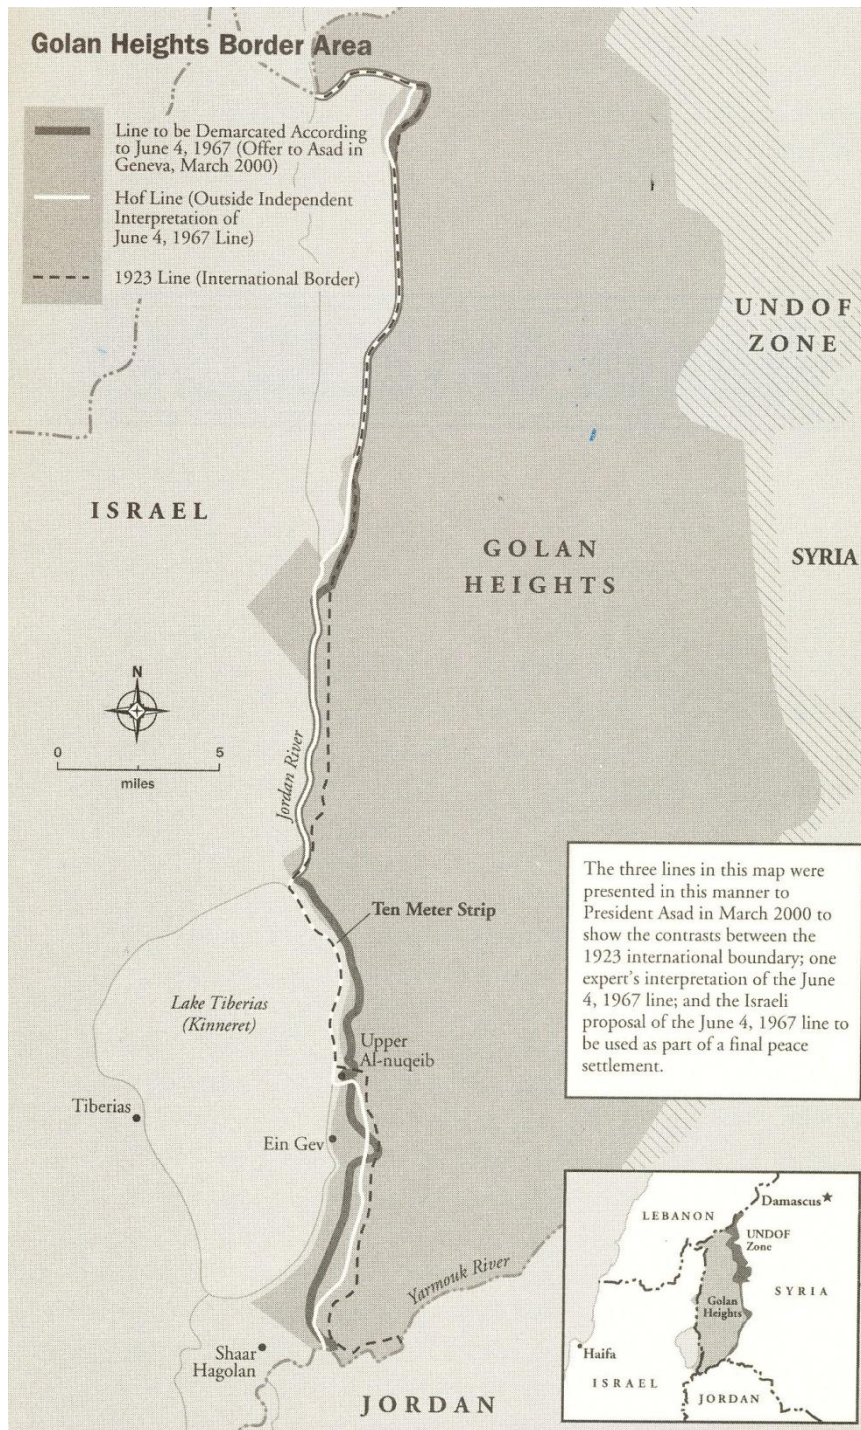 Golan Heights Border Area
Line to be Demarcated According
to June 4, 1967 (Offer to Asad in
Geneva, March 2000)
Hof Line (Outside Independent
Interpretation of
June 4, 1967 Line)
1923 Line (International Border)
UNDOF
ZONE
ISRAEL
GOLAN
HEIGHTS
SYRIA
N
0 5
miles
Jordan River
Ten Meter Strip
Lake Tiberias
(Kinneret)
Upper
Al-nuqeib
Tiberias
Ein Gev
Yarmouk River
Shaar
Hagolan
JORDAN
The three lines in this map were
presented in this manner to
President Asad in March 2000 to
show the contrasts between the
1923 international boundary; one
expert's interpretation of the June
4, 1967 line; and the Israeli
proposal of the June 4, 1967 line to
be used as part of a final peace
settlement.
Damascus
LEBANON
UNDOF
Zone
SYRIA
Golan
Heights
Haifa
ISRAEL
JORDAN